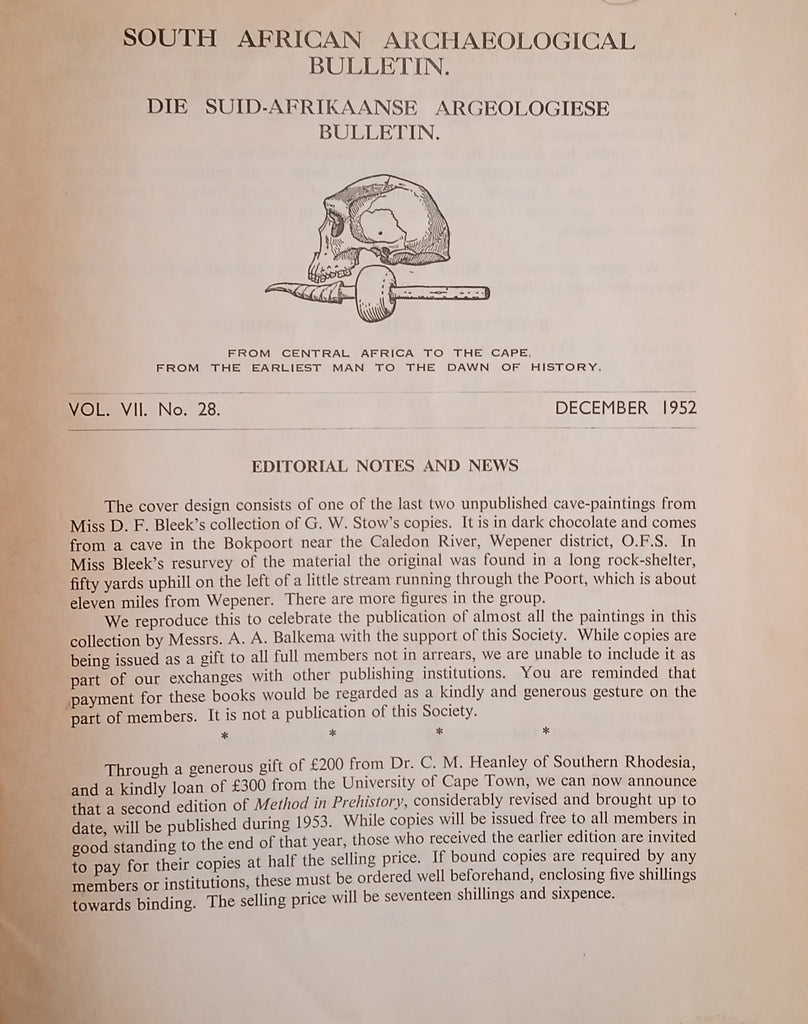 SOUTH AFRICAN ARCHAEOLOGICAL
BULLETIN.
DIE SUID-AFRIKAANSE ARGEOLOGIESE
BULLETIN.
FROM CENTRAL AFRICA TO THE CAPE.
FROM THE EARLIEST MAN TO THE DAWN OF HISTORY.
VOL. VII. No. 28. DECEMBER 1952
EDITORIAL NOTES AND NEWS
The cover design consists of one of the last two unpublished cave-paintings from
Miss D. F. Bleek's collection of G. W. Stow's copies. It is in dark chocolate and comes
from a cave in the Bokpoort near the Caledon River, Wepener district, O.F.S. In
Miss Bleek's resurvey of the material the original was found in a long rock-shelter,
fifty yards uphill on the left of a little stream running through the Poort, which is about
eleven miles from Wepener. There are more figures in the group.
We reproduce this to celebrate the publication of almost all the paintings in this
collection by Messrs. A. A. Balkema with the support of this Society. While copies are
being issued as a gift to all full members not in arrears, we are unable to include it as
part of our exchanges with other publishing institutions. You are reminded that
payment for these books would be regarded as a kindly and generous gesture on the
part of members. It is not a publication of this Society.
* * * *
Through a generous gift of £200 from Dr. C. M. Heanley of Southern Rhodesia,
and a kindly loan of £300 from the University of Cape Town, we can now announce
that a second edition of Method in Prehistory, considerably revised and brought up to
date, will be published during 1953. While copies will be issued free to all members in
good standing to the end of that year, those who received the earlier edition are invited
to pay for their copies at half the selling price. If bound copies are required by any
members or institutions, these must be ordered well beforehand, enclosing five shillings
towards binding. The selling price will be seventeen shillings and sixpence.